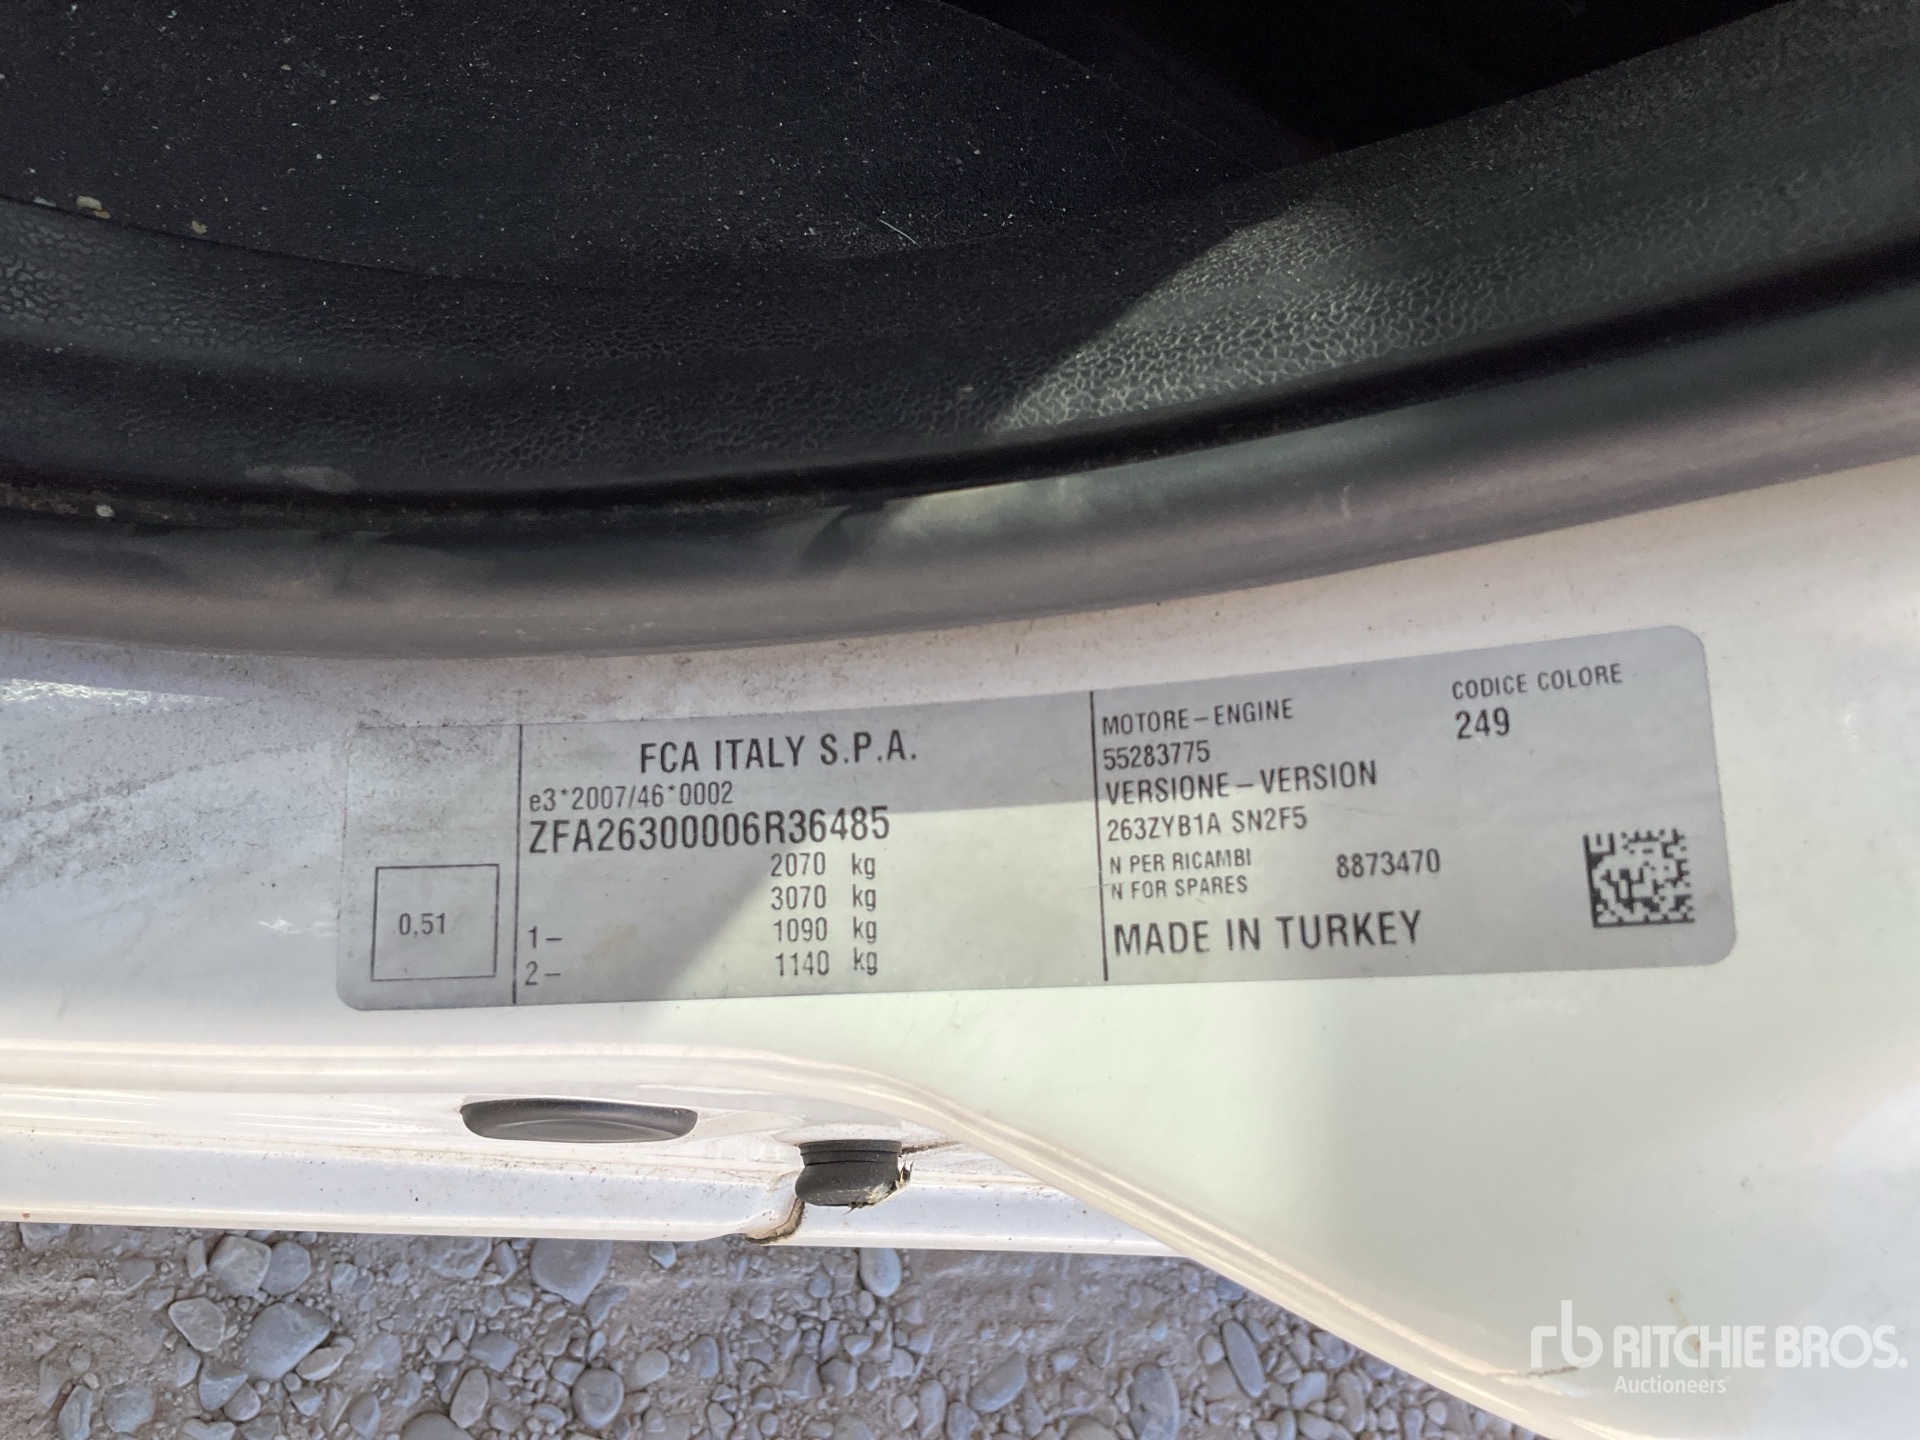 FCA ITALY S.P.A.
e3*2007/46*0002
ZFA26300006R36485
2070 kg
3070 kg
1– 1090 kg
2– 1140 kg
0,51
MOTORE–ENGINE
55283775
CODICE COLORE
249
VERSIONE–VERSION
263ZYB1A SN2F5
N PER RICAMBI
N FOR SPARES
8873470
MADE IN TURKEY
rb RITCHIE BROS.
Auctioneers